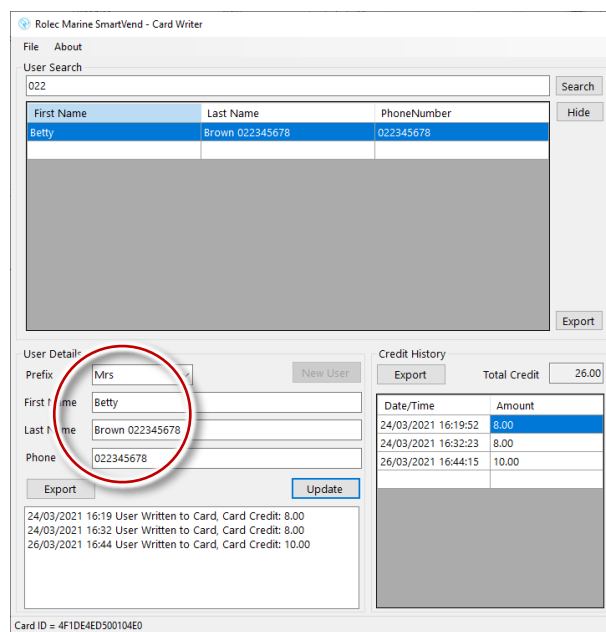 Rolec Marine SmartVend - Card Writer
File About
User Search
022
Search
First Name Last Name PhoneNumber
Hide
Betty Brown 022345678 022345678
Export
User Details
Prefix Mrs
New User
First Name Betty
Last Name Brown 022345678
Phone 022345678
Export Update
24/03/2021 16:19 User Written to Card, Card Credit: 8.00
24/03/2021 16:32 User Written to Card, Card Credit: 8.00
26/03/2021 16:44 User Written to Card, Card Credit: 10.00
Credit History
Export Total Credit 26.00
Date/Time Amount
24/03/2021 16:19:52 8.00
24/03/2021 16:32:23 8.00
26/03/2021 16:44:15 10.00
Card ID = 4F1DE4ED500104E0